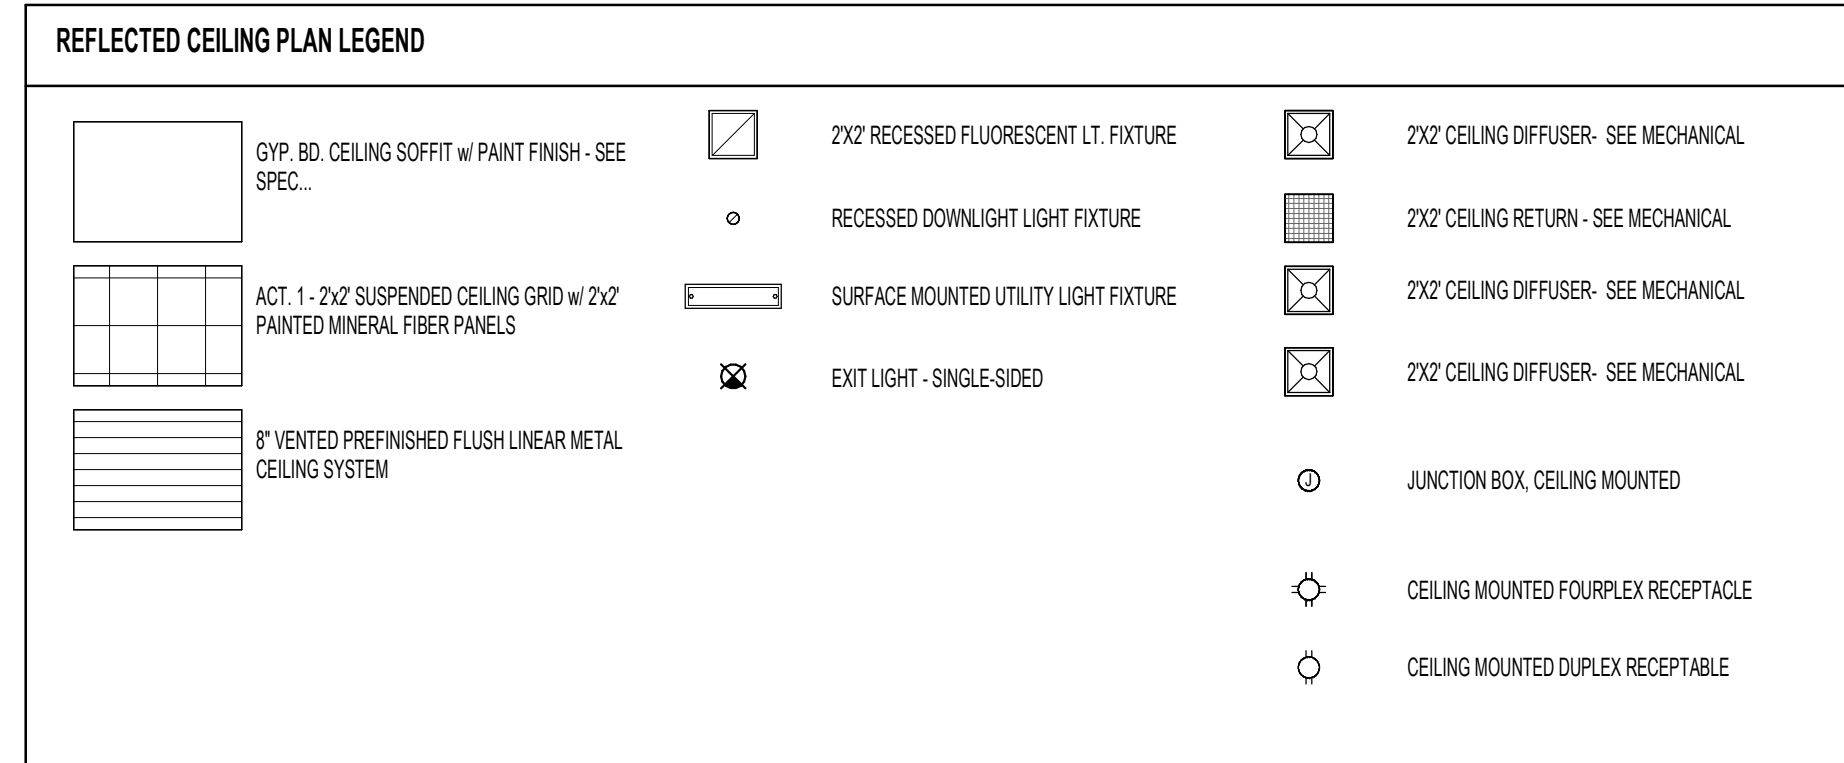 REFLECTED CEILING PLAN LEGEND
GYP. BD. CEILING SOFFIT w/ PAINT FINISH - SEE
SPEC...
ACT. 1 - 2'x2' SUSPENDED CEILING GRID w/ 2'x2'
PAINTED MINERAL FIBER PANELS
8" VENTED PREFINISHED FLUSH LINEAR METAL
CEILING SYSTEM
2'X2' RECESSED FLUORESCENT LT. FIXTURE
RECESSED DOWNLIGHT LIGHT FIXTURE
SURFACE MOUNTED UTILITY LIGHT FIXTURE
EXIT LIGHT - SINGLE-SIDED
2'X2' CEILING DIFFUSER- SEE MECHANICAL
2'X2' CEILING RETURN - SEE MECHANICAL
2'X2' CEILING DIFFUSER- SEE MECHANICAL
2'X2' CEILING DIFFUSER- SEE MECHANICAL
J
JUNCTION BOX, CEILING MOUNTED
CEILING MOUNTED FOURPLEX RECEPTACLE
CEILING MOUNTED DUPLEX RECEPTABLE